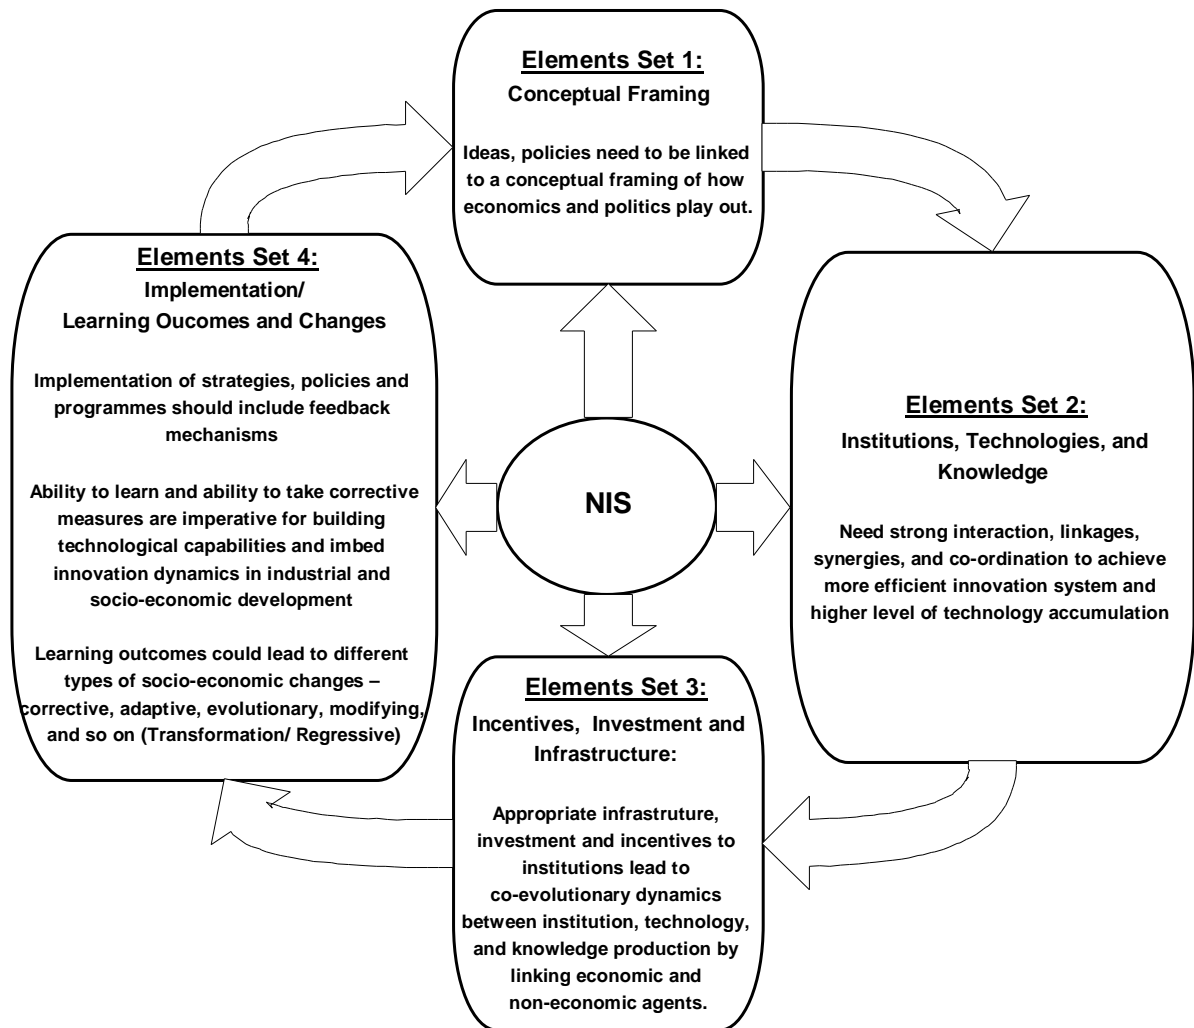 Elements Set 1:
Conceptual Framing
Ideas, policies need to be linked
to a conceptual framing of how
economics and politics play out.
Elements Set 4:
Implementation/
Learning Oucomes and Changes
Implementation of strategies, policies and
programmes should include feedback
mechanisms
Ability to learn and ability to take corrective
measures are imperative for building
technological capabilities and imbed
innovation dynamics in industrial and
socio-economic development
Learning outcomes could lead to different
types of socio-economic changes –
corrective, adaptive, evolutionary, modifying,
and so on (Transformation/ Regressive)
NIS
Elements Set 2:
Institutions, Technologies, and
Knowledge
Need strong interaction, linkages,
synergies, and co-ordination to achieve
more efficient innovation system and
higher level of technology accumulation
Elements Set 3:
Incentives, Investment and
Infrastructure:
Appropriate infrastruture,
investment and incentives to
institutions lead to
co-evolutionary dynamics
between institution, technology,
and knowledge production by
linking economic and
non-economic agents.